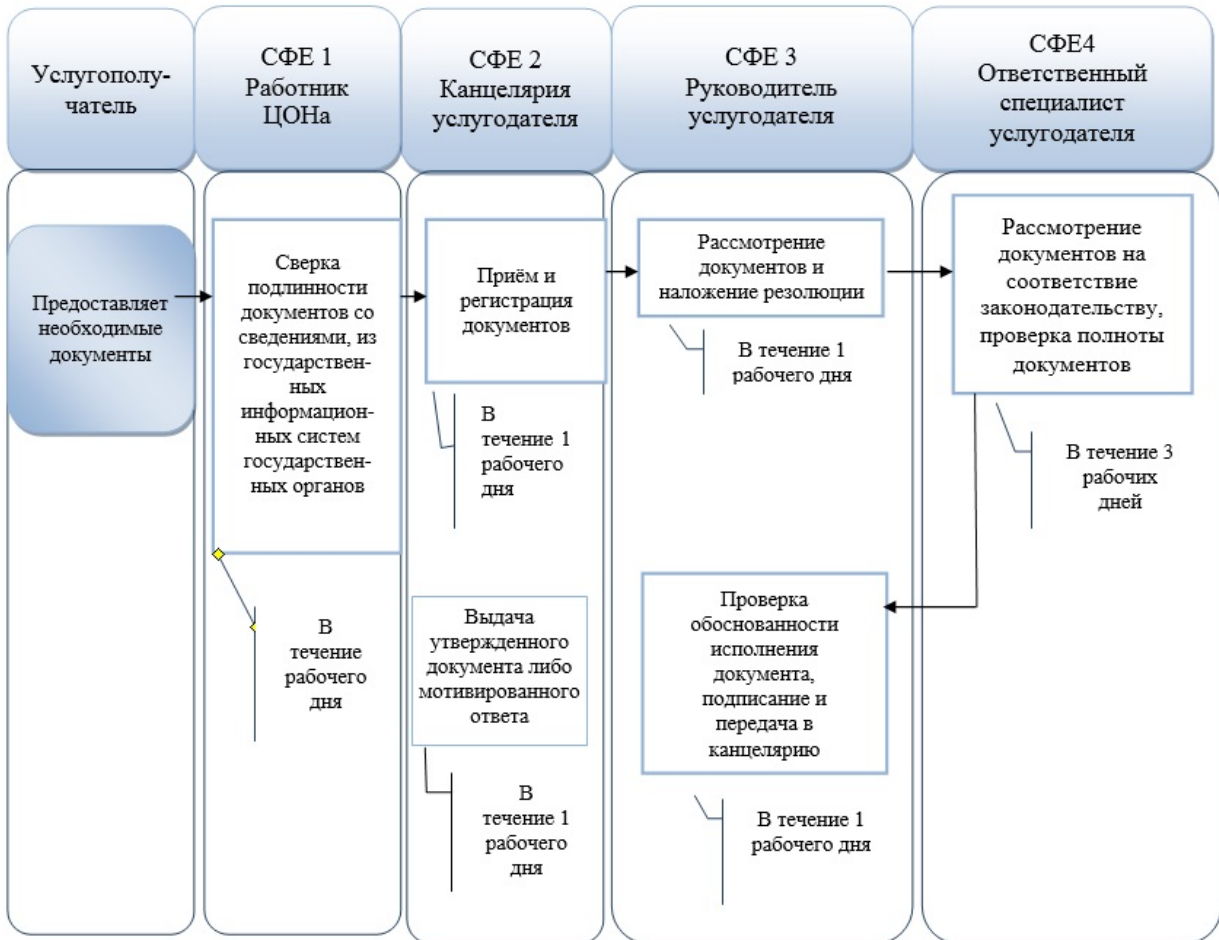 Услугополу-
чатель
СФЕ 1
Работник
ЦОНа
СФЕ 2
Канцелярия
услугодателя
СФЕ 3
Руководитель
услугодателя
СФЕ4
Ответственный
специалист
услугодателя
Предоставляет
необходимые
документы
Сверка
подлинности
документов со
сведениями, из
государствен-
ных
информацион-
ных систем
государствен-
ных органов
В
течение
рабочего
дня
Приём и
регистрация
документов
В
течение 1
рабочего
дня
Рассмотрение
документов и
наложение резолюции
В течение 1
рабочего дня
Рассмотрение
документов на
соответствие
законодательству,
проверка полноты
документов
В течение 3
рабочих
дней
Проверка
обоснованности
исполнения
документа,
подписание и
передача в
канцелярию
В течение 1
рабочего дня
Выдача
утвержденного
документа либо
мотивированного
ответа
В
течение 1
рабочего
дня